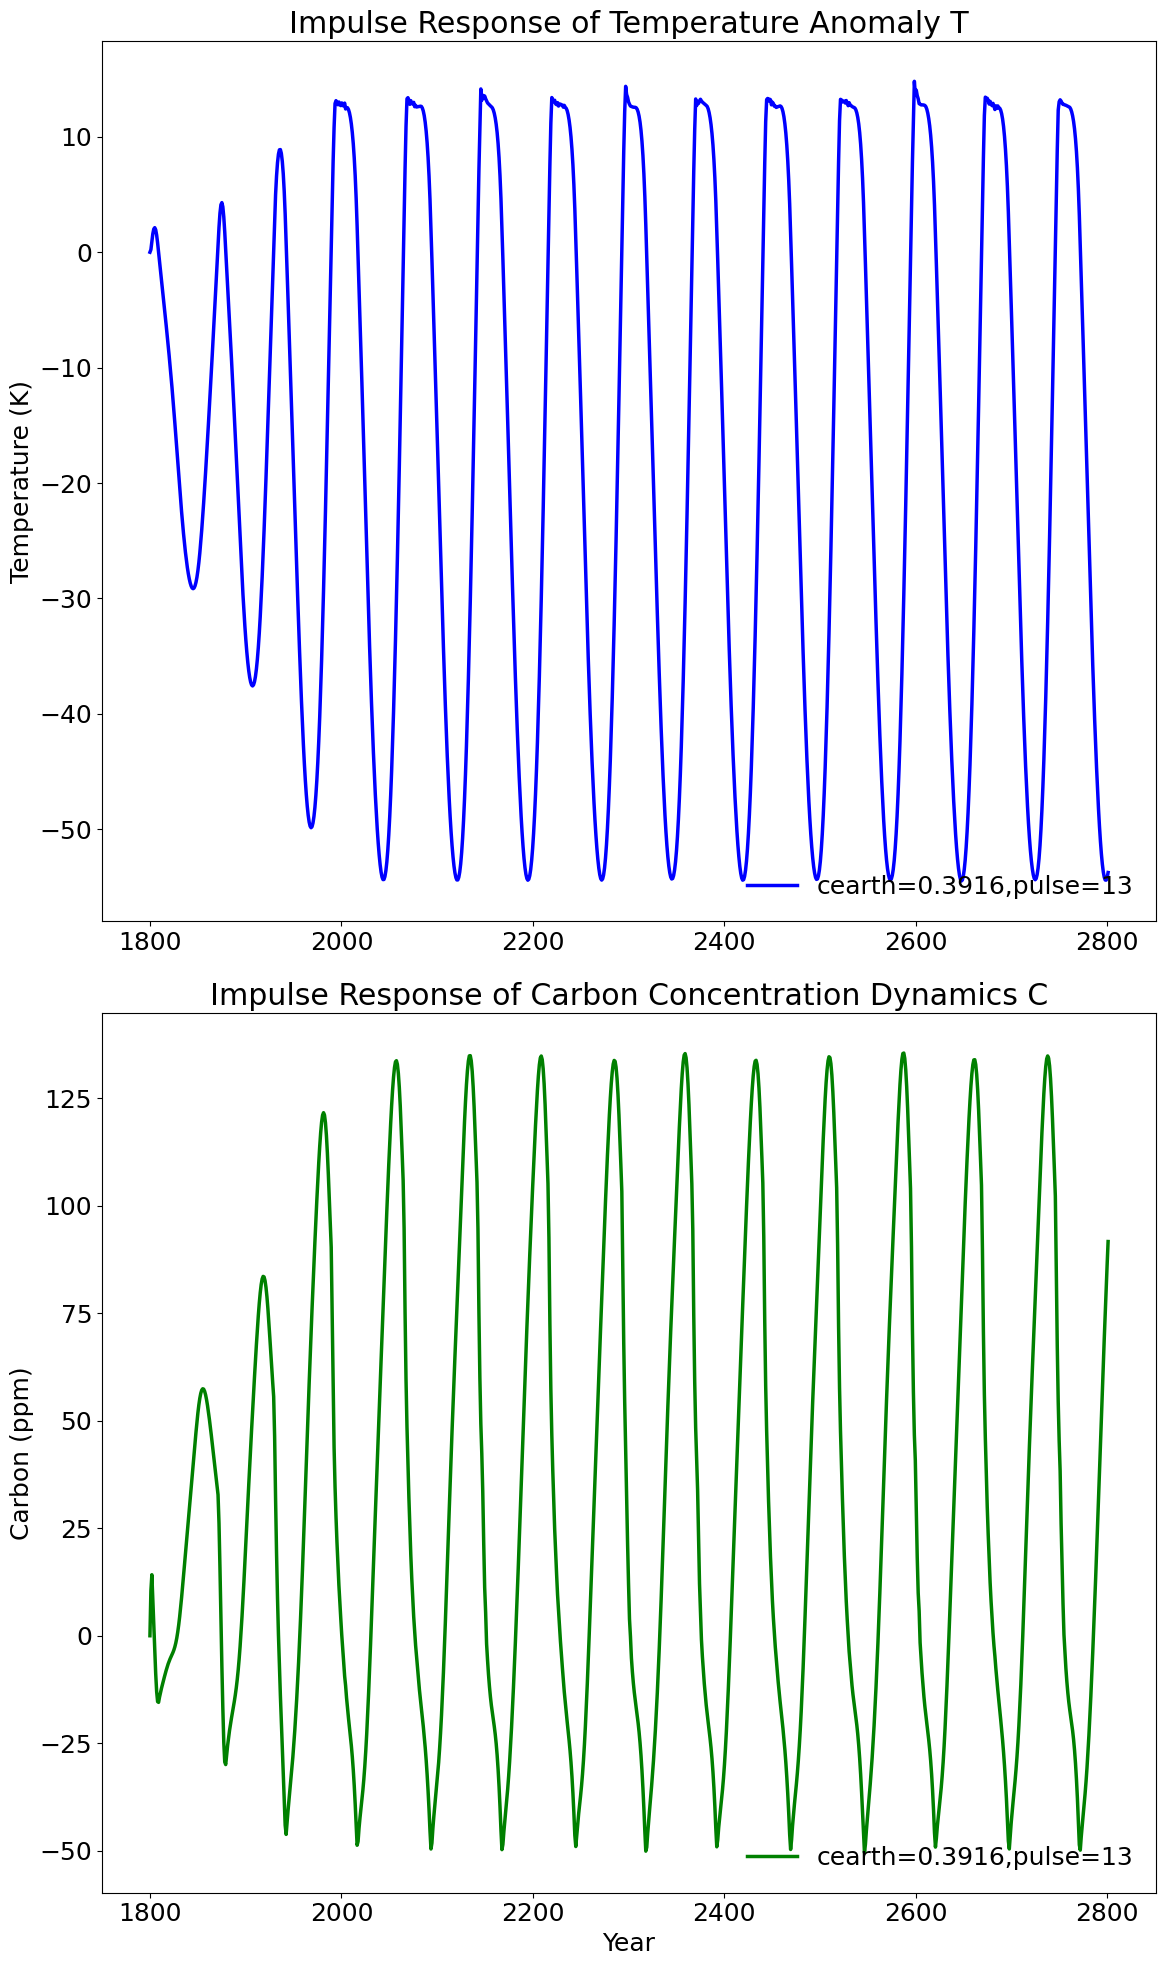 Impulse Response of Temperature Anomaly T
Temperature (K)
10
0
−10
−20
−30
−40
−50
cearth=0.3916,pulse=13
1800 2000 2200 2400 2600 2800
Impulse Response of Carbon Concentration Dynamics C
Carbon (ppm)
125
100
75
50
25
0
−25
−50
cearth=0.3916,pulse=13
1800 2000 2200 2400 2600 2800
Year